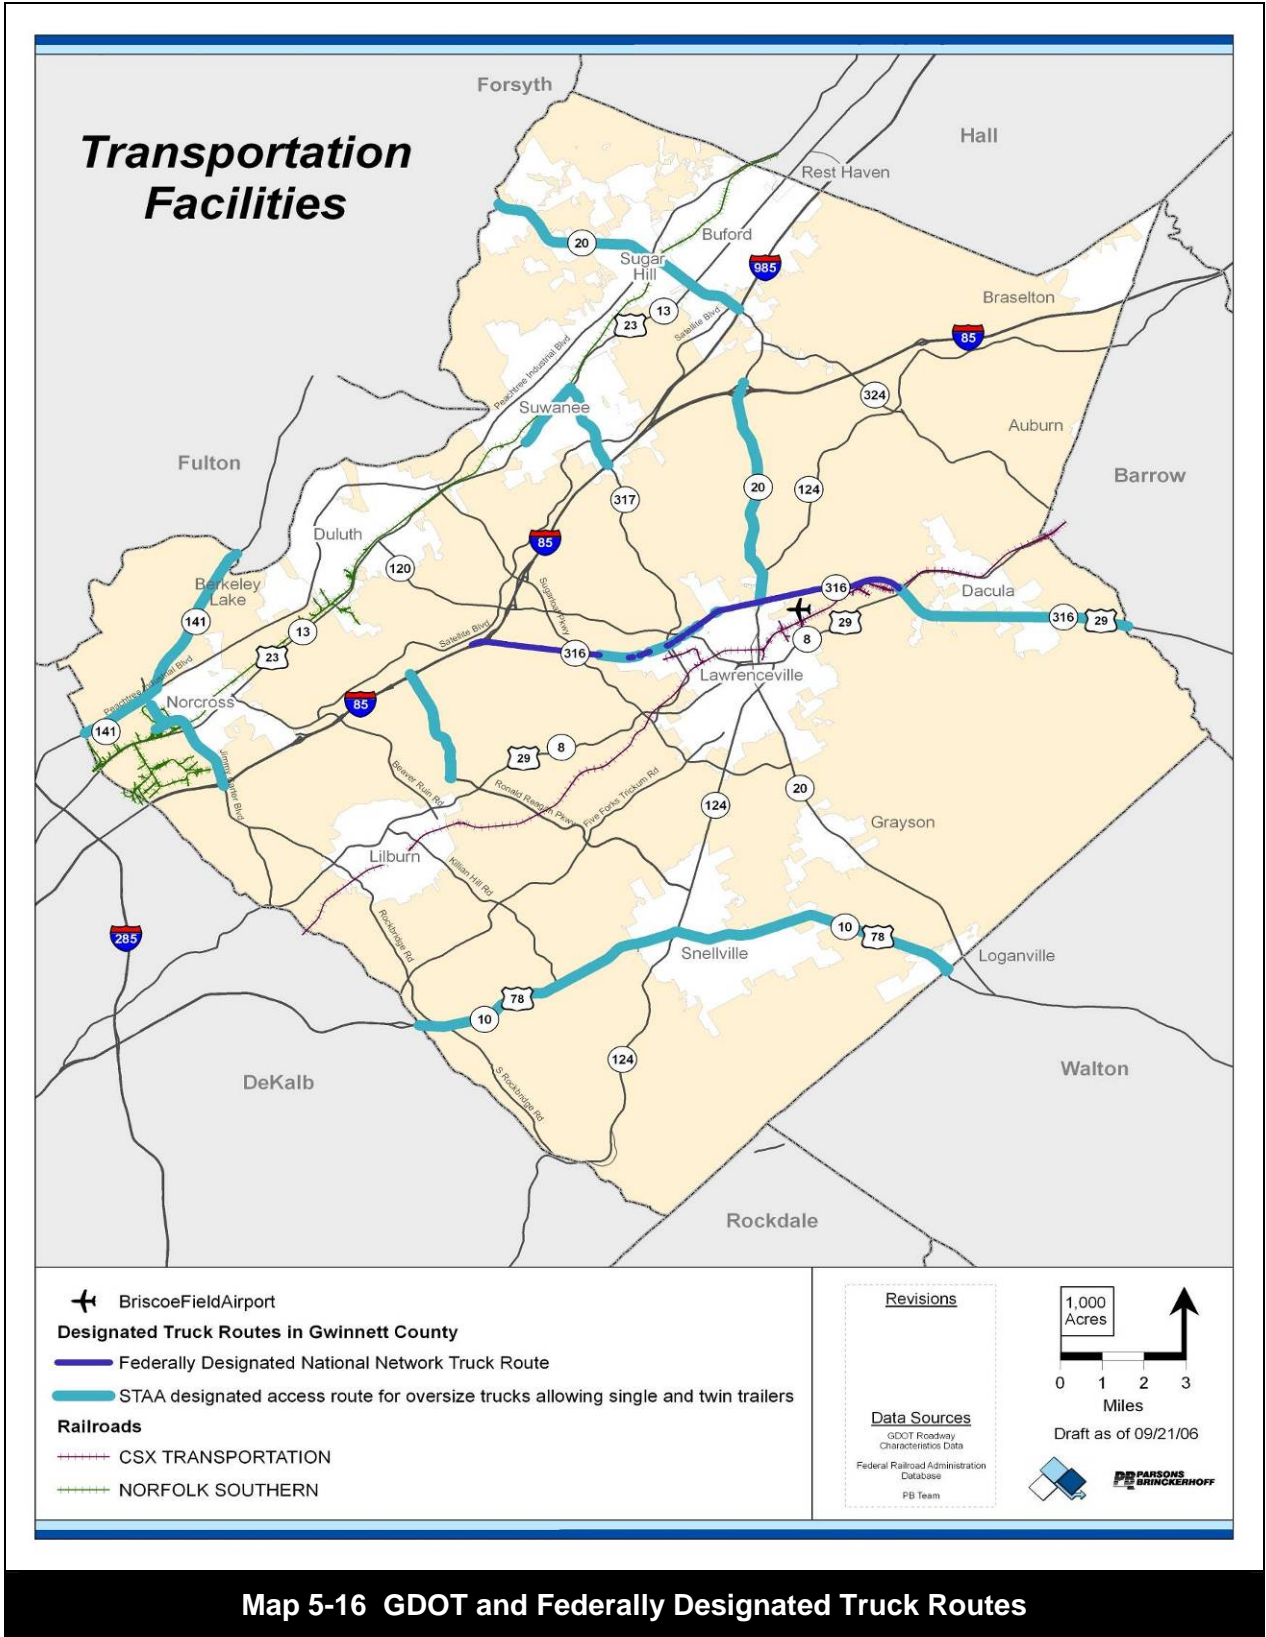 Transportation
Facilities
Forsyth
Hall
Rest Haven
Buford
20
Sugar
Hill
985
13
23
Satellite Blvd
Braselton
85
Peachtree Industrial Blvd
324
Suwanee
Auburn
Fulton
Barrow
317
20
124
Duluth
85
120
Berkeley
Lake
Sugarloaf Pkwy
316
Dacula
141
13
Satellite Blvd
29
316
29
23
316
8
Peachtree Industrial Blvd
Lawrenceville
Norcross
85
141
29
8
Jimmy Carter Blvd
Beaver Ruin Rd
Ronald Reagan Pkwy
Five Forks Trickum Rd
20
124
Grayson
Lilburn
Killian Hill Rd
Rockbridge Rd
285
10
78
Snellville
Loganville
78
10
124
DeKalb
S Rockbridge Rd
Walton
Rockdale
BriscoeFieldAirport
Designated Truck Routes in Gwinnett County
Federally Designated National Network Truck Route
STAA designated access route for oversize trucks allowing single and twin trailers
Railroads
CSX TRANSPORTATION
NORFOLK SOUTHERN
Revisions
Data Sources
GDOT Roadway
Characteristics Data
Federal Railroad Administration
Database
PB Team
1,000
Acres
0 1 2 3
Miles
Draft as of 09/21/06
PB PARSONS
BRINCKERHOFF
Map 5-16 GDOT and Federally Designated Truck Routes